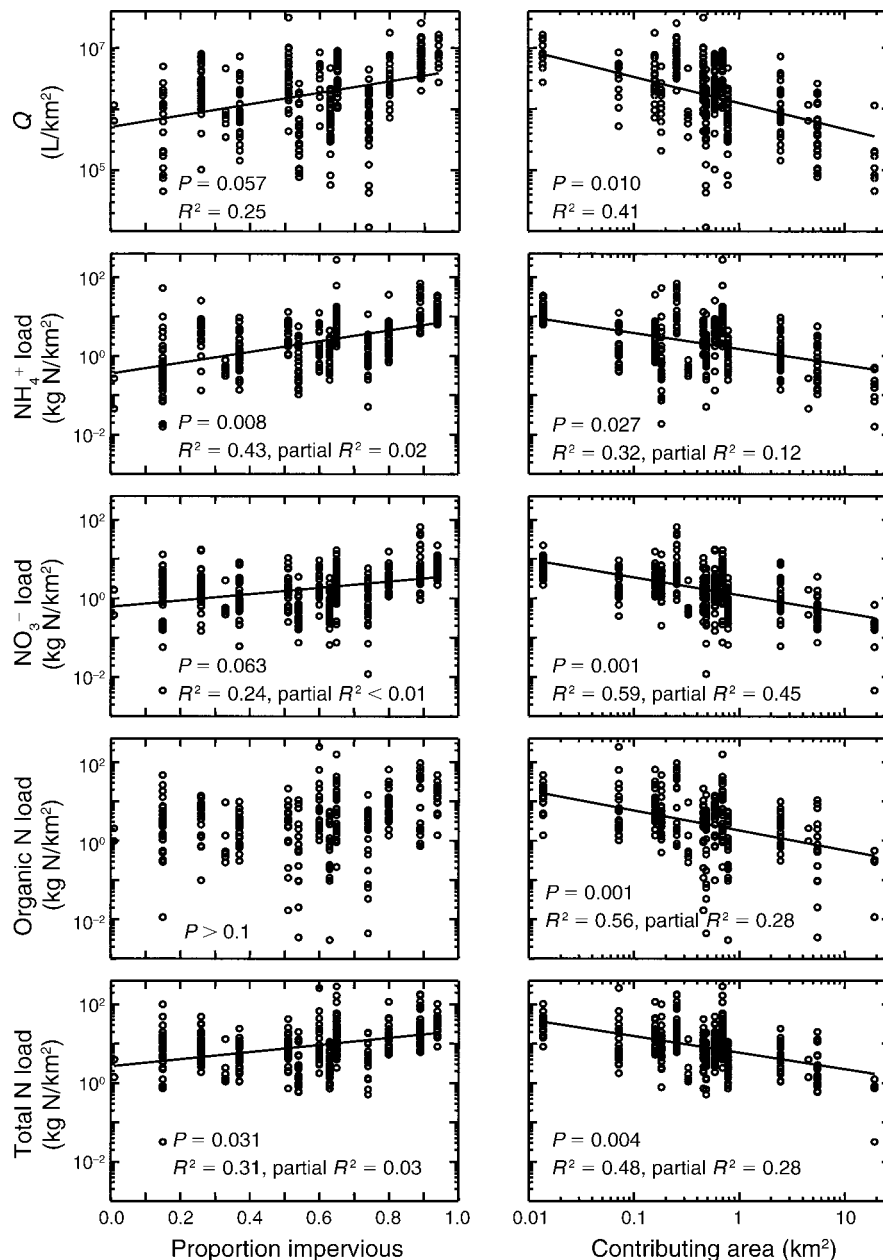 10⁷
10⁵
Q
(L/km²)
P = 0.057
R² = 0.25
P = 0.010
R² = 0.41
10²
10⁰
10⁻²
NH₄⁺ load
(kg N/km²)
P = 0.008
R² = 0.43, partial R² = 0.02
P = 0.027
R² = 0.32, partial R² = 0.12
10²
10⁰
10⁻²
NO₃⁻ load
(kg N/km²)
P = 0.063
R² = 0.24, partial R² < 0.01
P = 0.001
R² = 0.59, partial R² = 0.45
10²
10⁰
10⁻²
Organic N load
(kg N/km²)
P > 0.1
P = 0.001
R² = 0.56, partial R² = 0.28
10²
10⁰
10⁻²
Total N load
(kg N/km²)
P = 0.031
R² = 0.31, partial R² = 0.03
P = 0.004
R² = 0.48, partial R² = 0.28
0.0 0.2 0.4 0.6 0.8 1.0
0.01 0.1 1 10
Proportion impervious
Contributing area (km²)